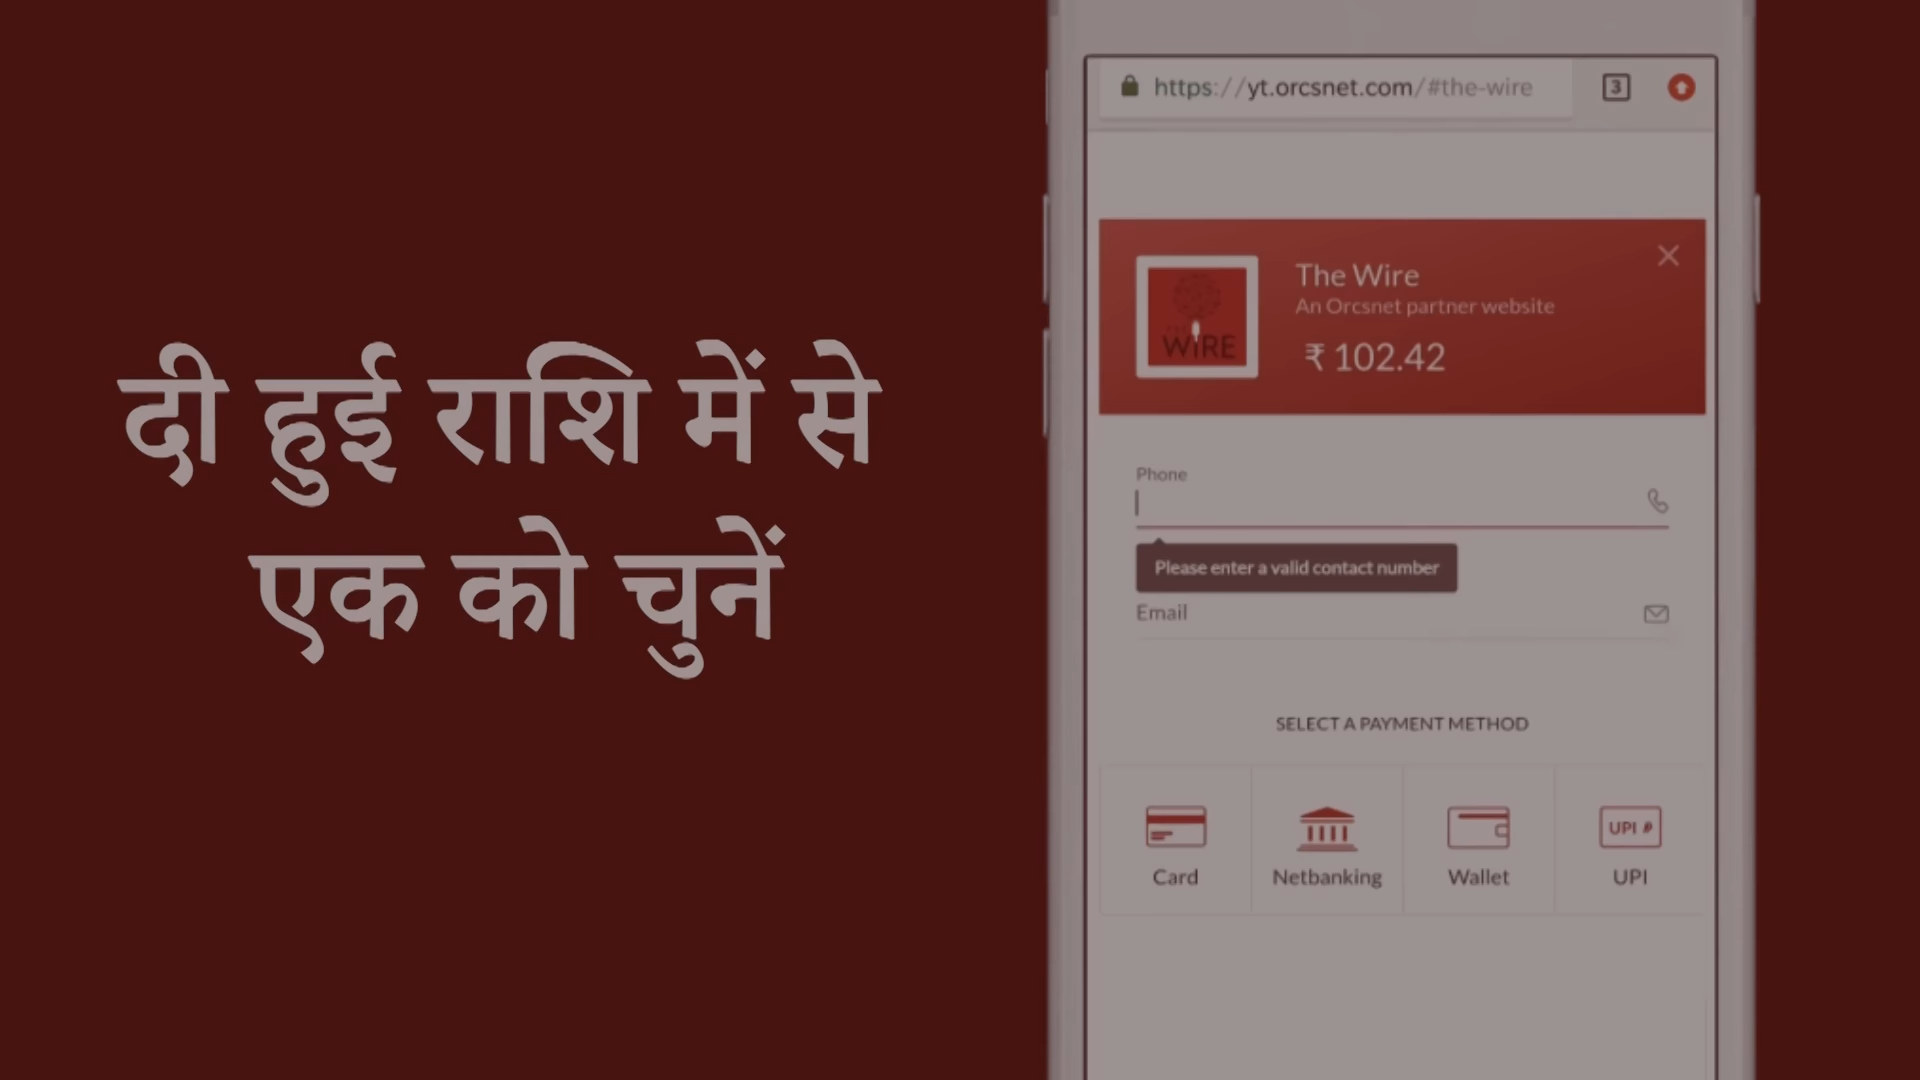 दी हुई राशि में से
एक को चुनें
https://yt.orcsnet.com/#the-wire
3
The Wire
An Orcsnet partner website
₹ 102.42
WIRE
Phone
Please enter a valid contact number
Email
SELECT A PAYMENT METHOD
UPI
Card
Netbanking
Wallet
UPI